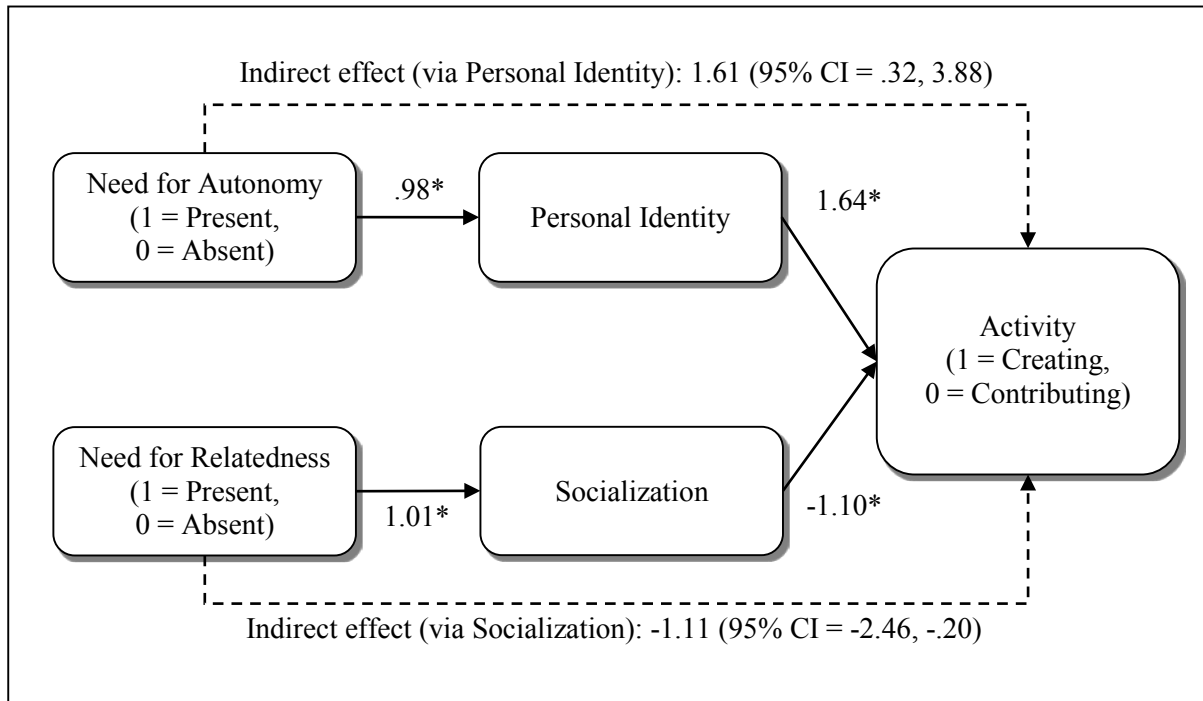 Indirect effect (via Personal Identity): 1.61 (95% CI = .32, 3.88)
Need for Autonomy
(1 = Present,
0 = Absent)
.98*
Personal Identity
1.64*
Activity
(1 = Creating,
0 = Contributing)
Need for Relatedness
(1 = Present,
0 = Absent)
1.01*
Socialization
-1.10*
Indirect effect (via Socialization): -1.11 (95% CI = -2.46, -.20)